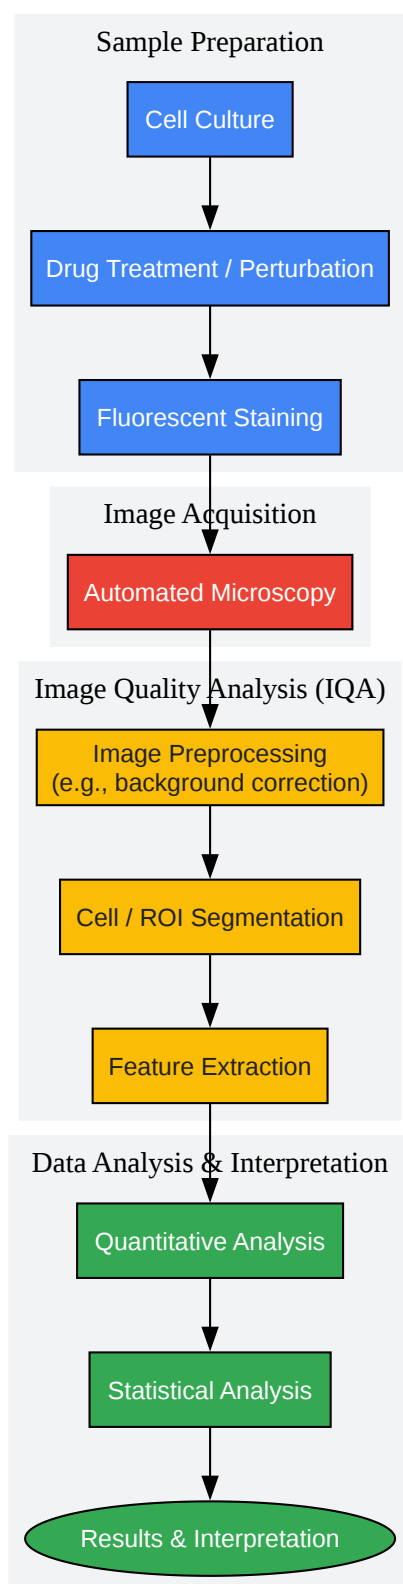 Sample Preparation
Cell Culture
Drug Treatment / Perturbation
Fluorescent Staining
Image Acquisition
Automated Microscopy
Image Quality Analysis (IQA)
Image Preprocessing
(e.g., background correction)
Cell / ROI Segmentation
Feature Extraction
Data Analysis & Interpretation
Quantitative Analysis
Statistical Analysis
Results & Interpretation